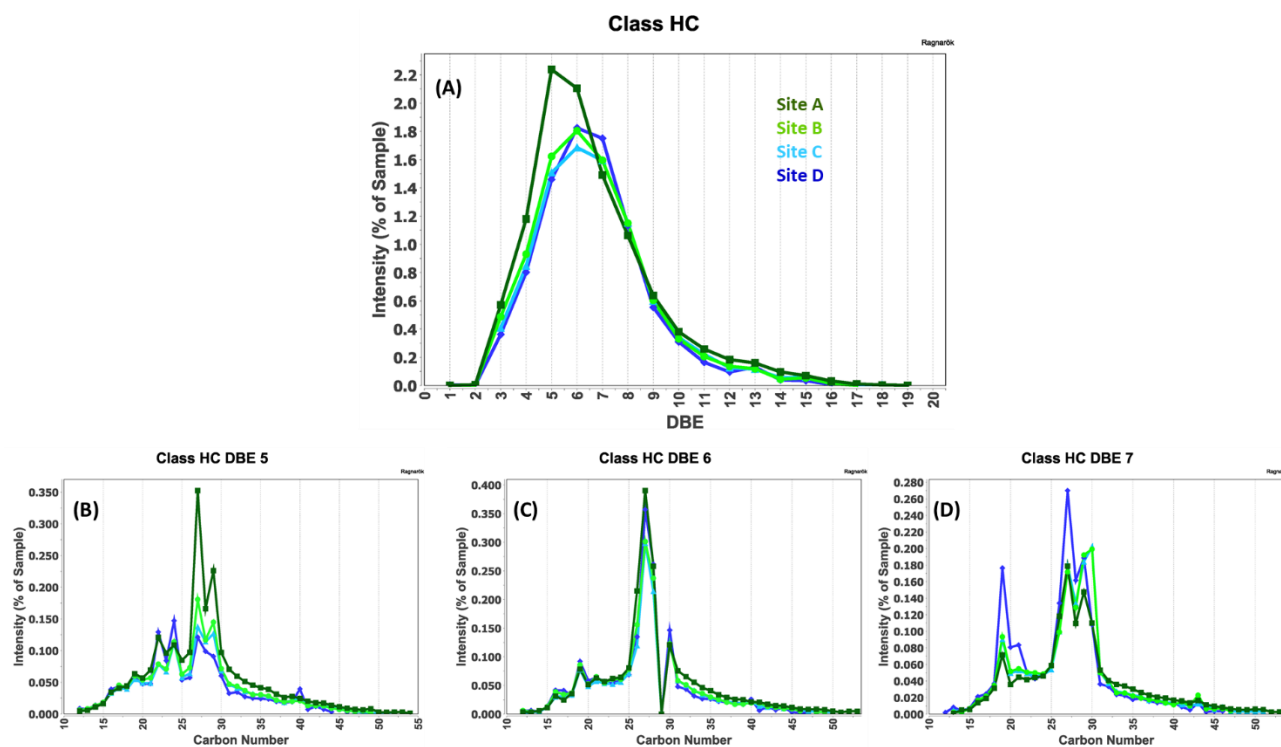 Class HC
Ragnarök
(A)
Site A
Site B
Site C
Site D
Intensity (% of Sample)
2.2
2.0
1.8
1.6
1.4
1.2
1.0
0.8
0.6
0.4
0.2
0.0
0 1 2 3 4 5 6 7 8 9 10 11 12 13 14 15 16 17 18 19 20
DBE
Class HC DBE 5
Ragnarök
(B)
Intensity (% of Sample)
0.350
0.300
0.250
0.200
0.150
0.100
0.050
0.000
10 15 20 25 30 35 40 45 50 55
Carbon Number
Class HC DBE 6
Ragnarök
(C)
Intensity (% of Sample)
0.400
0.350
0.300
0.250
0.200
0.150
0.100
0.050
0.000
10 15 20 25 30 35 40 45 50
Carbon Number
Class HC DBE 7
(D)
Intensity (% of Sample)
0.280
0.260
0.240
0.220
0.200
0.180
0.160
0.140
0.120
0.100
0.080
0.060
0.040
0.020
0.000
10 15 20 25 30 35 40 45 50
Carbon Number